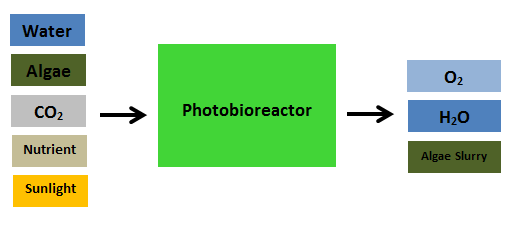 Water
Algae
CO₂
Nutrient
Sunlight
Photobioreactor
O₂
H₂O
Algae Slurry